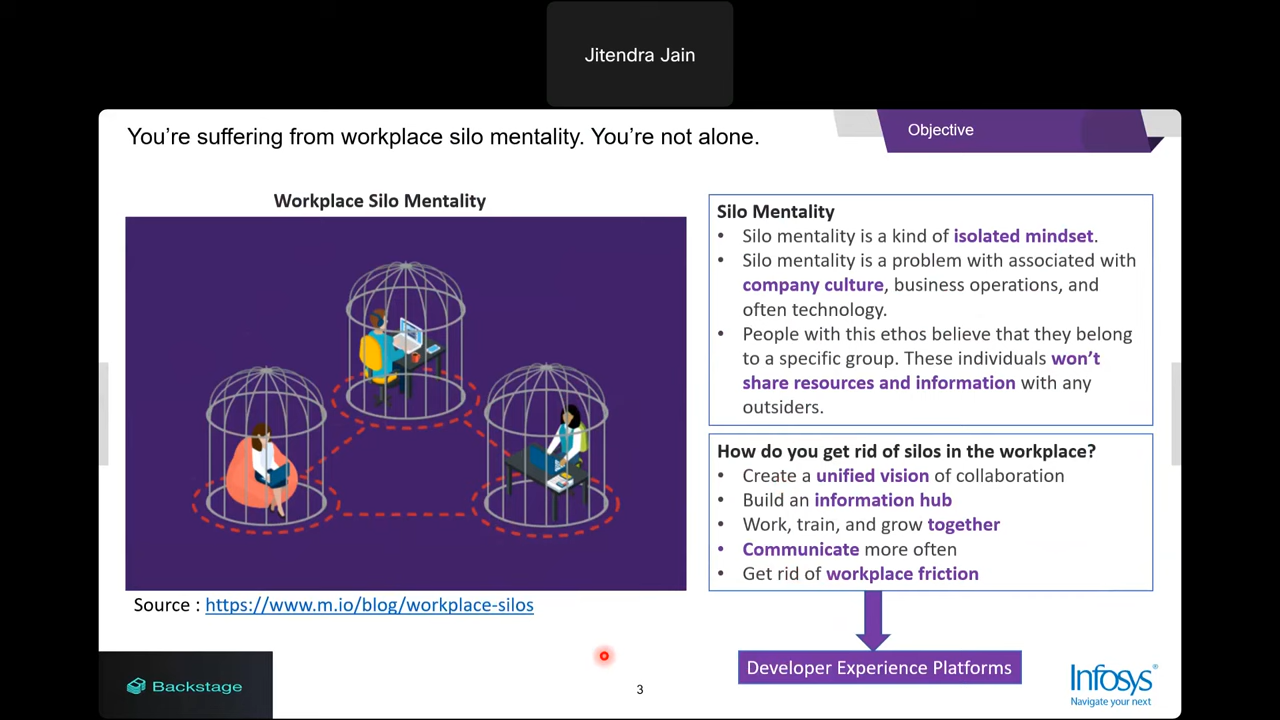 Jitendra Jain
You're suffering from workplace silo mentality. You're not alone.
Objective
Workplace Silo Mentality
Silo Mentality
• Silo mentality is a kind of isolated mindset.
• Silo mentality is a problem with associated with
company culture, business operations, and
often technology.
• People with this ethos believe that they belong
to a specific group. These individuals won't
share resources and information with any
outsiders.
How do you get rid of silos in the workplace?
• Create a unified vision of collaboration
• Build an information hub
• Work, train, and grow together
• Communicate more often
• Get rid of workplace friction
Source : https://www.m.io/blog/workplace-silos
Developer Experience Platforms
Backstage
3
Infosys®
Navigate your next